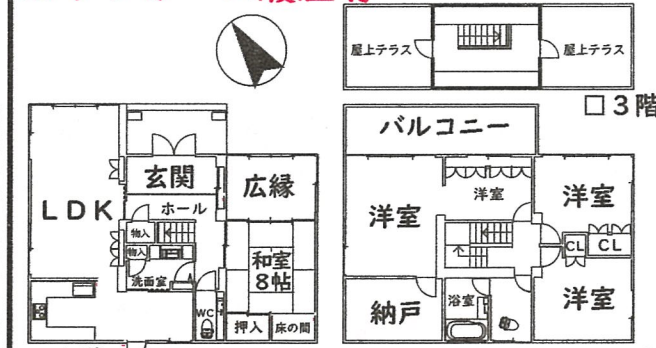 屋上テラス
屋上テラス
□3階
バルコニー
玄関
広縁
LDK
ホール
物入
物入
洗面室
和室
8帖
WC
押入
床の間
洋室
洋室
洋室
CL
CL
納戸
浴室
洋室